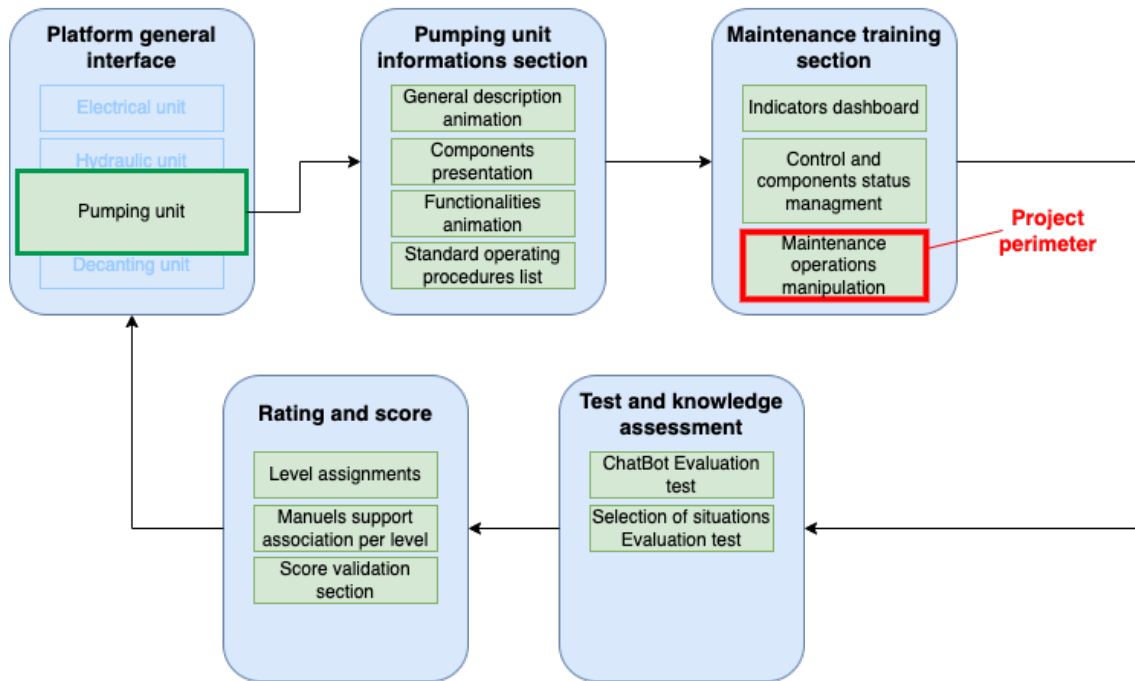 Platform general
interface
Electrical unit
Hydraulic unit
Pumping unit
Decanting unit
Pumping unit
informations section
General description
animation
Components
presentation
Functionalities
animation
Standard operating
procedures list
Maintenance training
section
Indicators dashboard
Control and
components status
managment
Maintenance
operations
manipulation
Project
perimeter
Rating and score
Level assignments
Manuels support
association per level
Score validation
section
Test and knowledge
assessment
ChatBot Evaluation
test
Selection of situations
Evaluation test